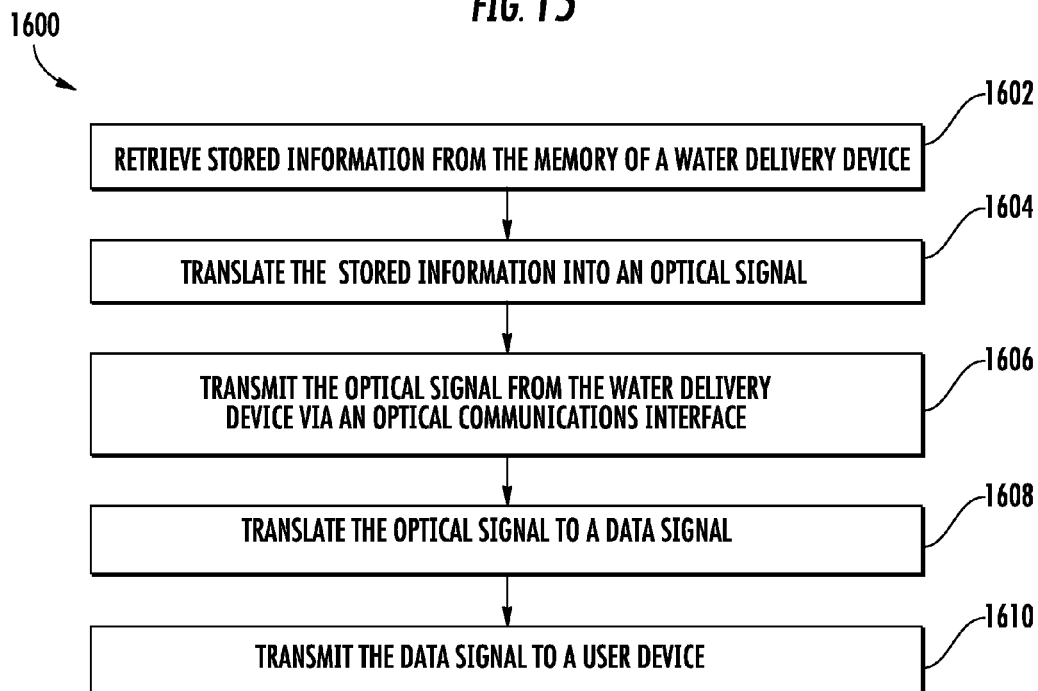 FIG. 15
1600
1602
RETRIEVE STORED INFORMATION FROM THE MEMORY OF A WATER DELIVERY DEVICE
1604
TRANSLATE THE STORED INFORMATION INTO AN OPTICAL SIGNAL
1606
TRANSMIT THE OPTICAL SIGNAL FROM THE WATER DELIVERY
DEVICE VIA AN OPTICAL COMMUNICATIONS INTERFACE
1608
TRANSLATE THE OPTICAL SIGNAL TO A DATA SIGNAL
1610
TRANSMIT THE DATA SIGNAL TO A USER DEVICE